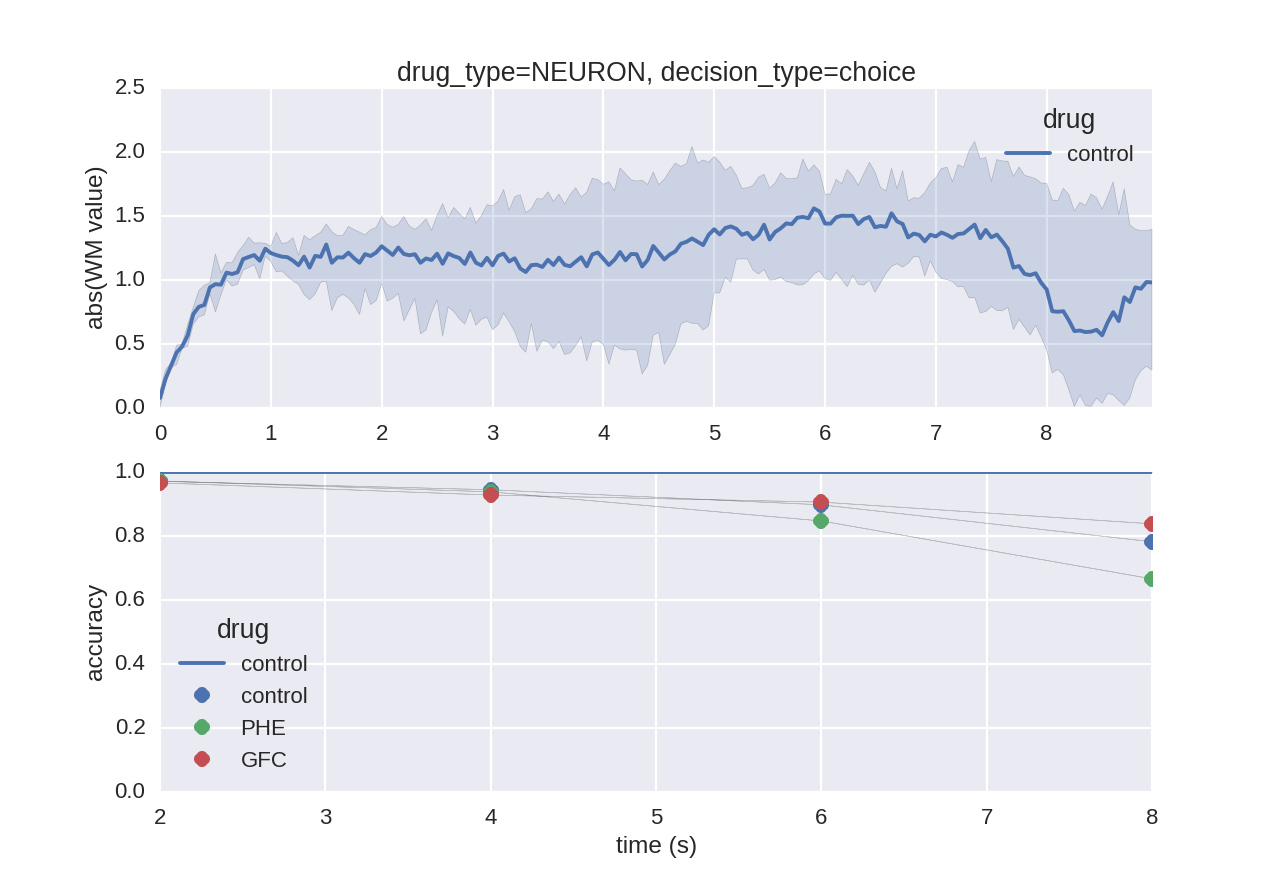 drug_type=NEURON, decision_type=choice
2.5
2.0
1.5
1.0
0.5
0.0
abs(WM value)
drug
control
0 1 2 3 4 5 6 7 8
1.0
0.8
0.6
0.4
0.2
0.0
accuracy
drug
control
control
PHE
GFC
2 3 4 5 6 7 8
time (s)